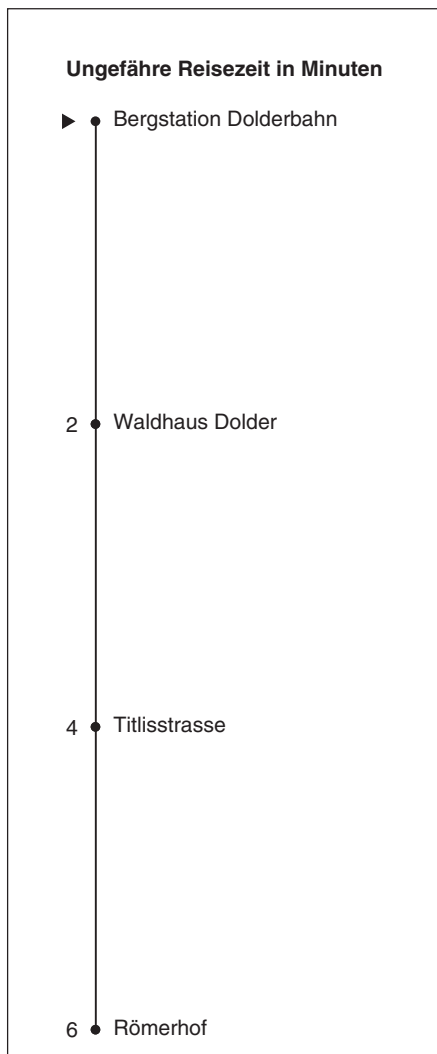 Ungefähre Reisezeit in Minuten
Bergstation Dolderbahn
2 Waldhaus Dolder
4 Titlisstrasse
6 Römerhof